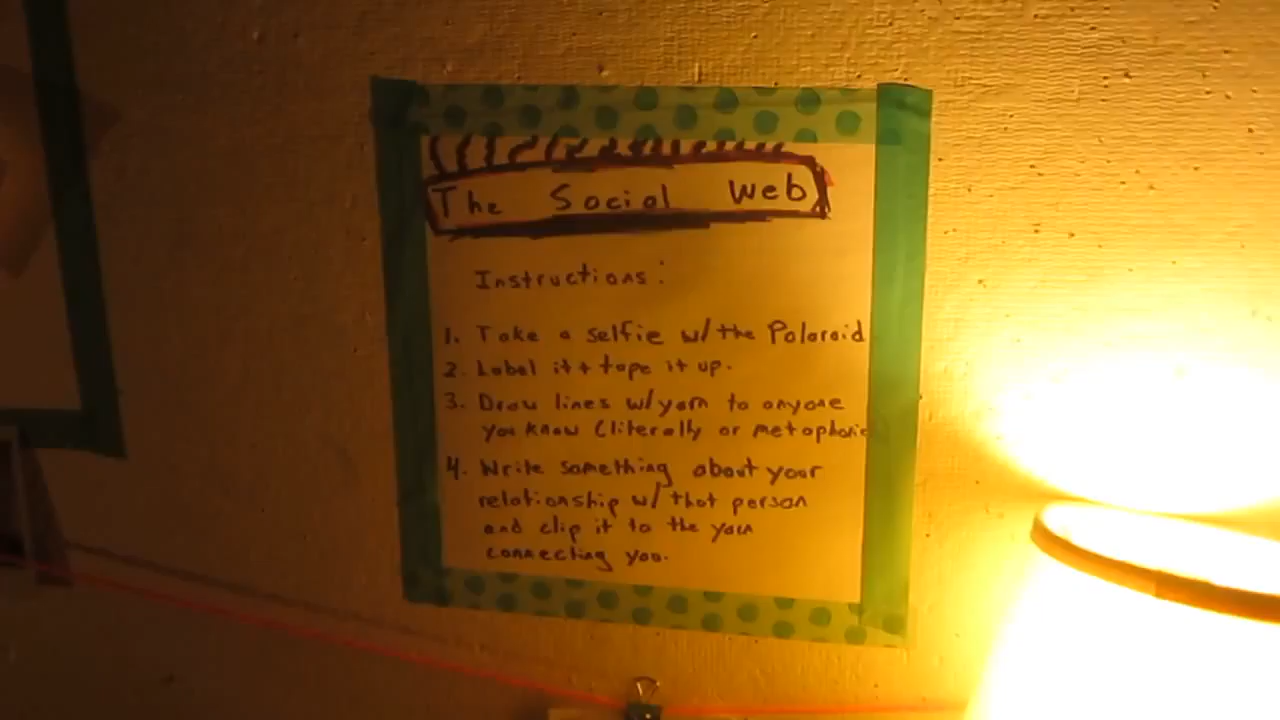 The Social Web
Instructions:
1. Take a selfie w/the Polaroid
2. Label it + tape it up.
3. Draw lines w/yarn to anyone
you know (literally or metaphoric
4. Write something about your
relationship w/ that person
and clip it to the yarn
connecting you.